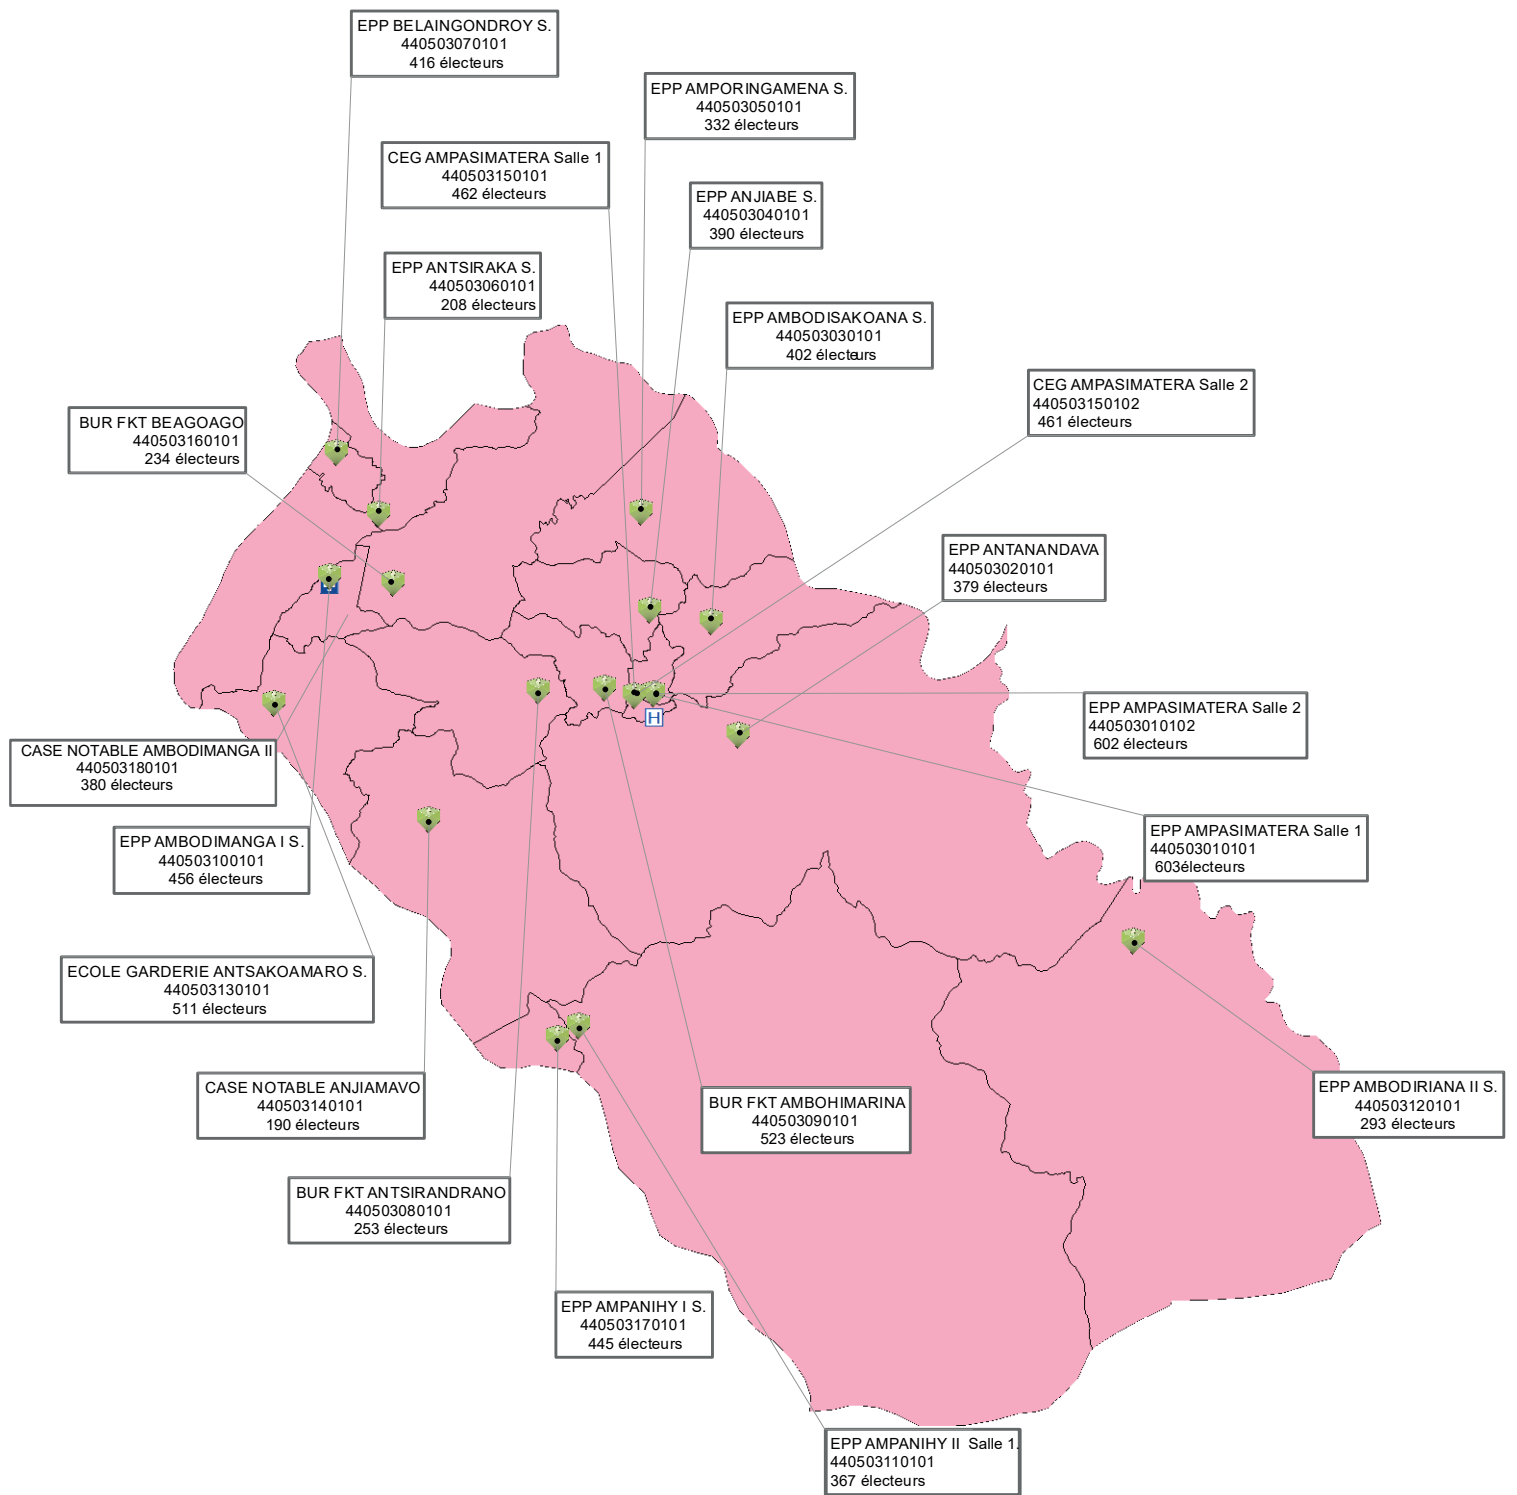 EPP BELAINGONDROY S.
440503070101
416 électeurs
EPP AMPORINGAMENA S.
440503050101
332 électeurs
CEG AMPASIMATERA Salle 1
440503150101
462 électeurs
EPP ANJIABE S.
440503040101
390 électeurs
EPP ANTSIRAKA S.
440503060101
208 électeurs
EPP AMBODISAKOANA S.
440503030101
402 électeurs
CEG AMPASIMATERA Salle 2
440503150102
461 électeurs
BUR FKT BEAGOAGO
440503160101
234 électeurs
EPP ANTANANDAVA
440503020101
379 électeurs
EPP AMPASIMATERA Salle 2
440503010102
602 électeurs
H
CASE NOTABLE AMBODIMANGA II
440503180101
380 électeurs
EPP AMPASIMATERA Salle 1
440503010101
603électeurs
EPP AMBODIMANGA I S.
440503100101
456 électeurs
ECOLE GARDERIE ANTSAKOAMARO S.
440503130101
511 électeurs
CASE NOTABLE ANJIAMAVO
440503140101
190 électeurs
BUR FKT AMBOHIMARINA
440503090101
523 électeurs
EPP AMBODIRIANA II S.
440503120101
293 électeurs
BUR FKT ANTSIRANDRANO
440503080101
253 électeurs
EPP AMPANIHY I S.
440503170101
445 électeurs
EPP AMPANIHY II Salle 1.
440503110101
367 électeurs